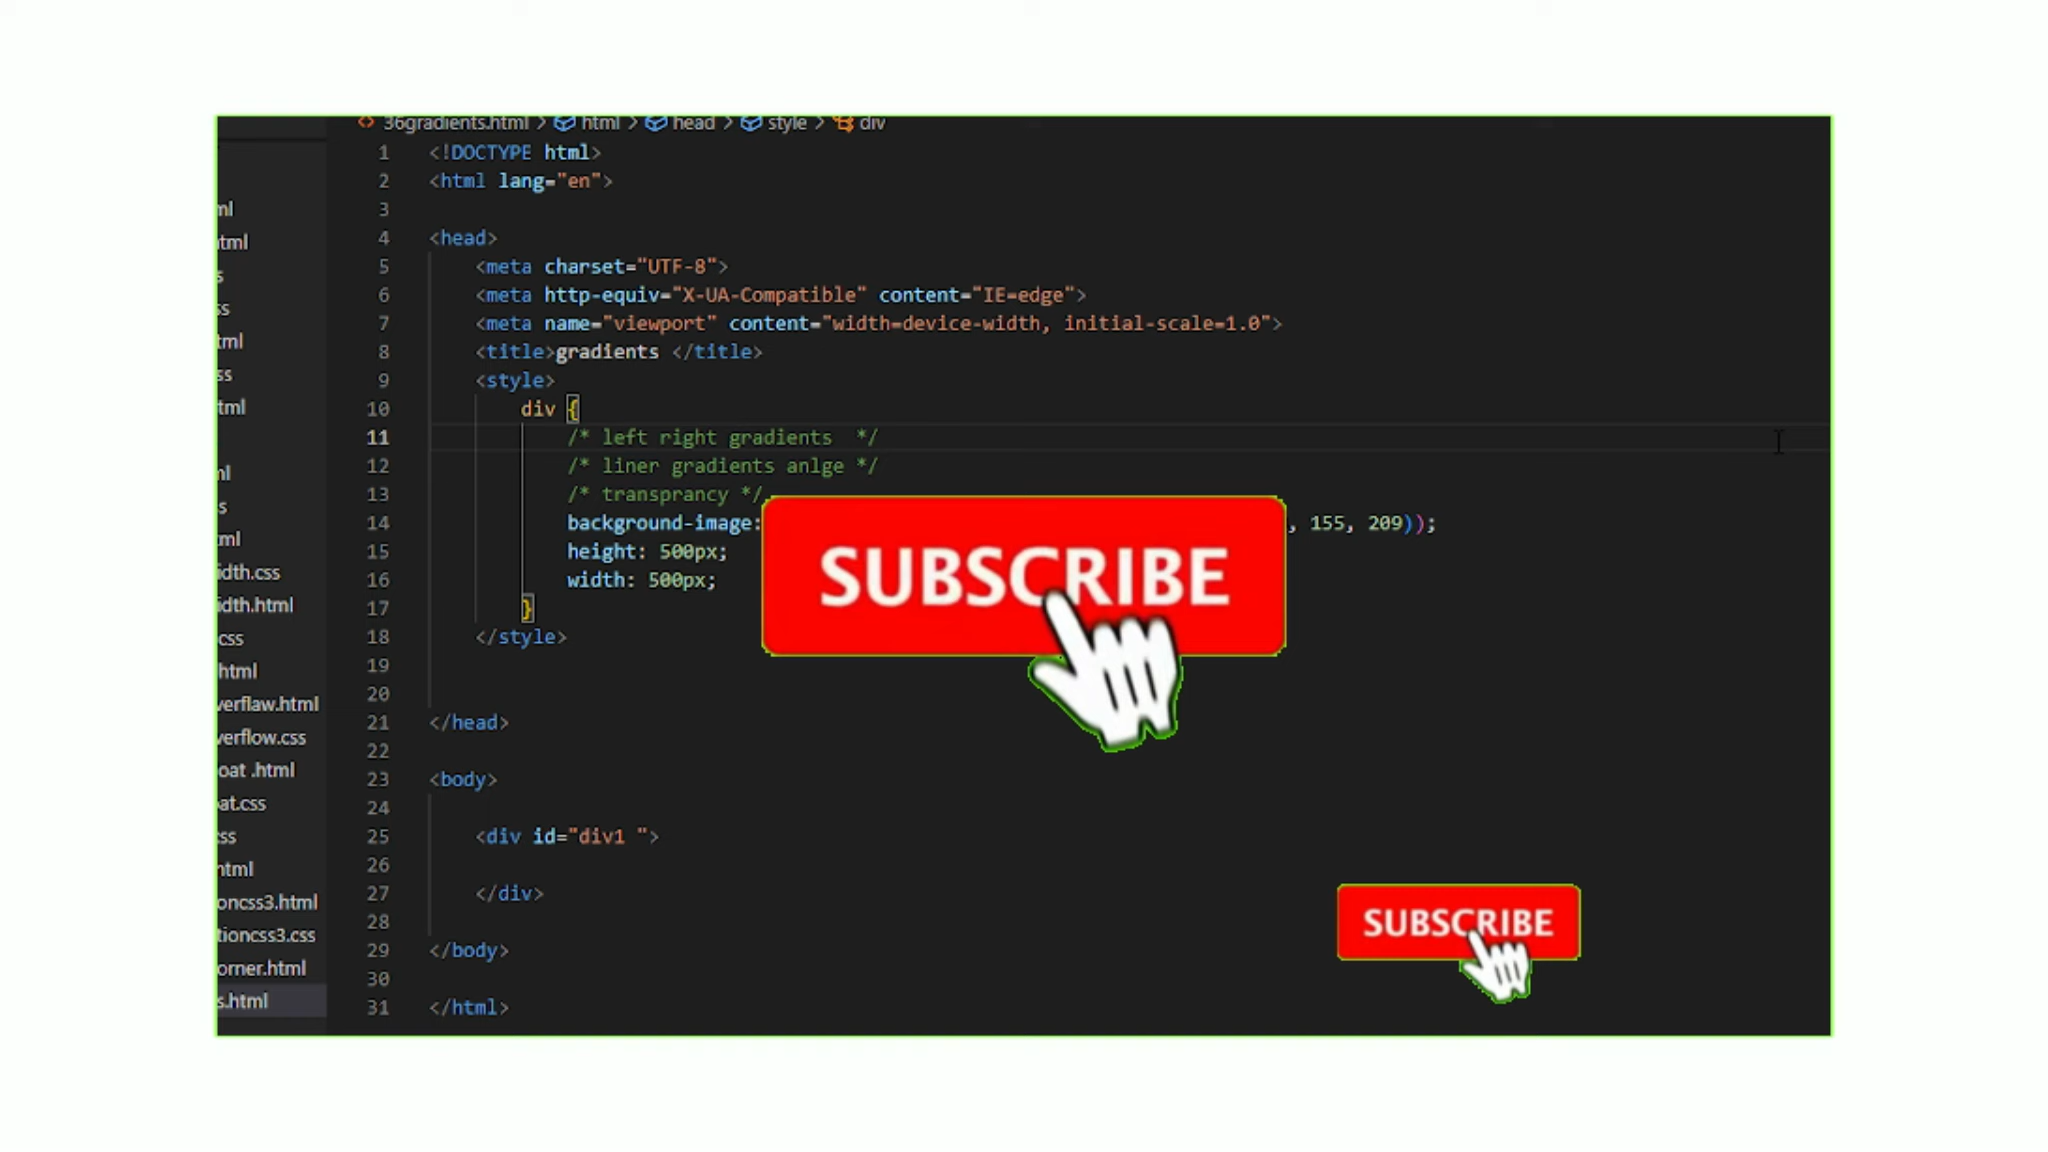 36gradients.html > html > head > style > div
1 <!DOCTYPE html>
2 <html lang="en">
3
4 <head>
5 <meta charset="UTF-8">
6 <meta http-equiv="X-UA-Compatible" content="IE=edge">
7 <meta name="viewport" content="width=device-width, initial-scale=1.0">
8 <title>gradients </title>
9 <style>
10 div {
11 /* left right gradients  */
12 /* liner gradients anlge */
13 /* transprancy */
14 background-image: , 155, 209));
15 height: 500px;
16 width: 500px;
17 }
18 </style>
19
20
21 </head>
22
23 <body>
24
25 <div id="div1 ">
26
27 </div>
28
29 </body>
30
31 </html>
ml
tml
s
ss
tml
ss
tml
ml
s
ml
idth.css
idth.html
css
html
verflaw.html
verflow.css
oat .html
at.css
ss
html
oncss3.html
tioncss3.css
orner.html
s.html
SUBSCRIBE
SUBSCRIBE